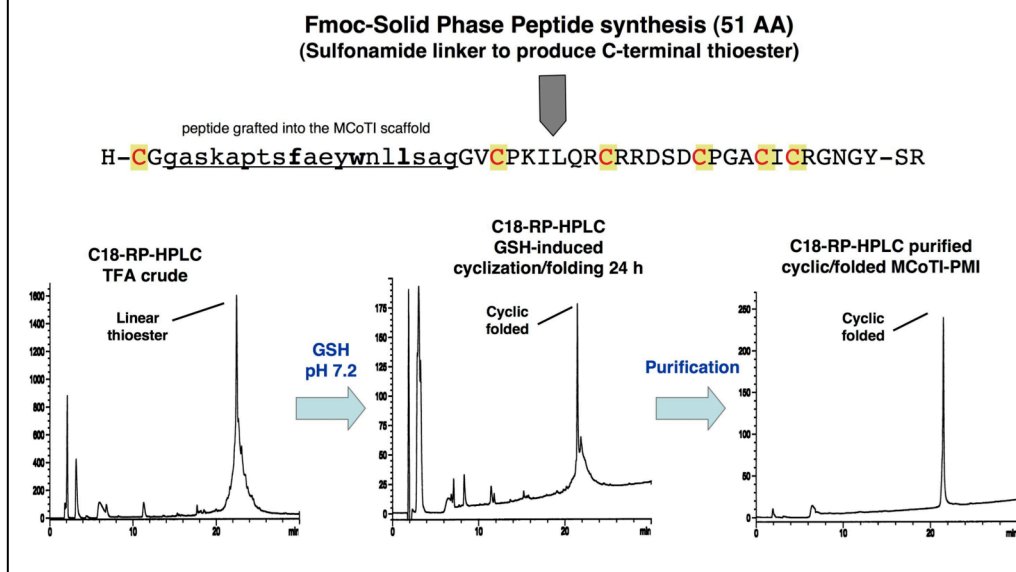 Fmoc-Solid Phase Peptide synthesis (51 AA)
(Sulfonamide linker to produce C-terminal thioester)
peptide grafted into the MCoTI scaffold
H-CGgaskaptsfaeywnllsagGVCPKILQRCRRDSDCPGACICRGNGY-SR
C18-RP-HPLC
TFA crude
Linear
thioester
1600
1400
1200
1000
800
600
400
200
0
0
10
20
min
GSH
pH 7.2
C18-RP-HPLC
GSH-induced
cyclization/folding 24 h
Cyclic
folded
175
150
125
100
75
50
25
0
0
10
20
min
Purification
C18-RP-HPLC purified
cyclic/folded MCoTI-PMI
Cyclic
folded
250
200
150
100
50
0
0
10
20
min